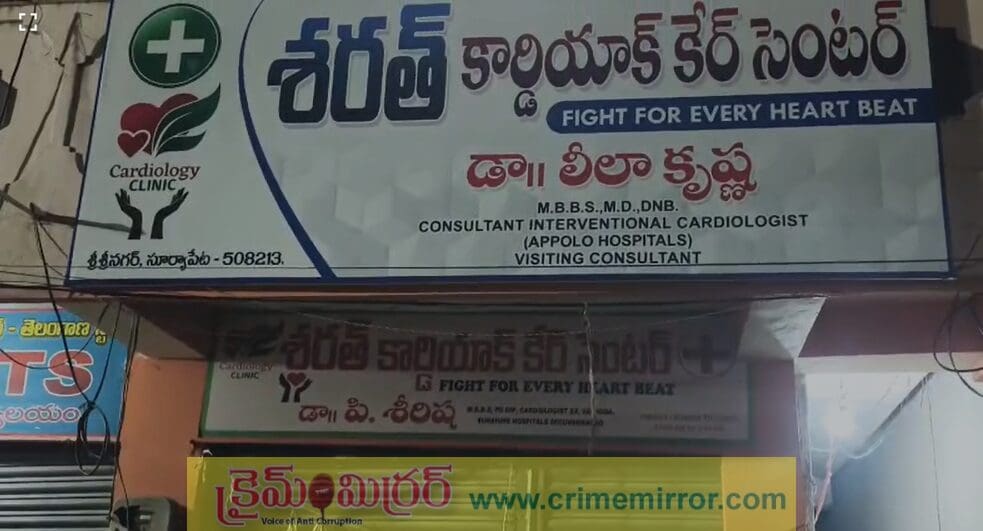 శరత్ కార్డియాక్ కేర్ సెంటర్
FIGHT FOR EVERY HEART BEAT
Cardiology
CLINIC
డా|| లీలా కృష్ణ
M.B.B.S.,M.D.,DNB.
CONSULTANT INTERVENTIONAL CARDIOLOGIST
(APPOLO HOSPITALS)
VISITING CONSULTANT
శ్రీశ్రీనగర్, సూర్యాపేట - 508213.
- తెలంగాణ
TS
Cardiology
CLINIC
శరత్ కార్డియాక్ కేర్ సెంటర్
FIGHT FOR EVERY HEART BEAT
డా|| పి. శిరీష
క్రైమ్ మిర్రర్
Voice of Anti Corruption
www.crimemirror.com